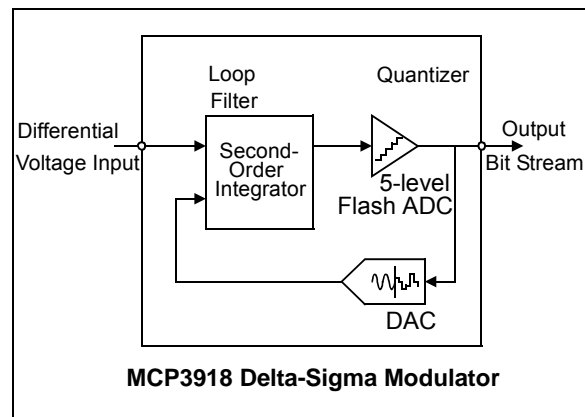 Loop
Filter
Quantizer
Differential
Voltage Input
Second-
Order
Integrator
5-level
Flash ADC
Output
Bit Stream
DAC
MCP3918 Delta-Sigma Modulator